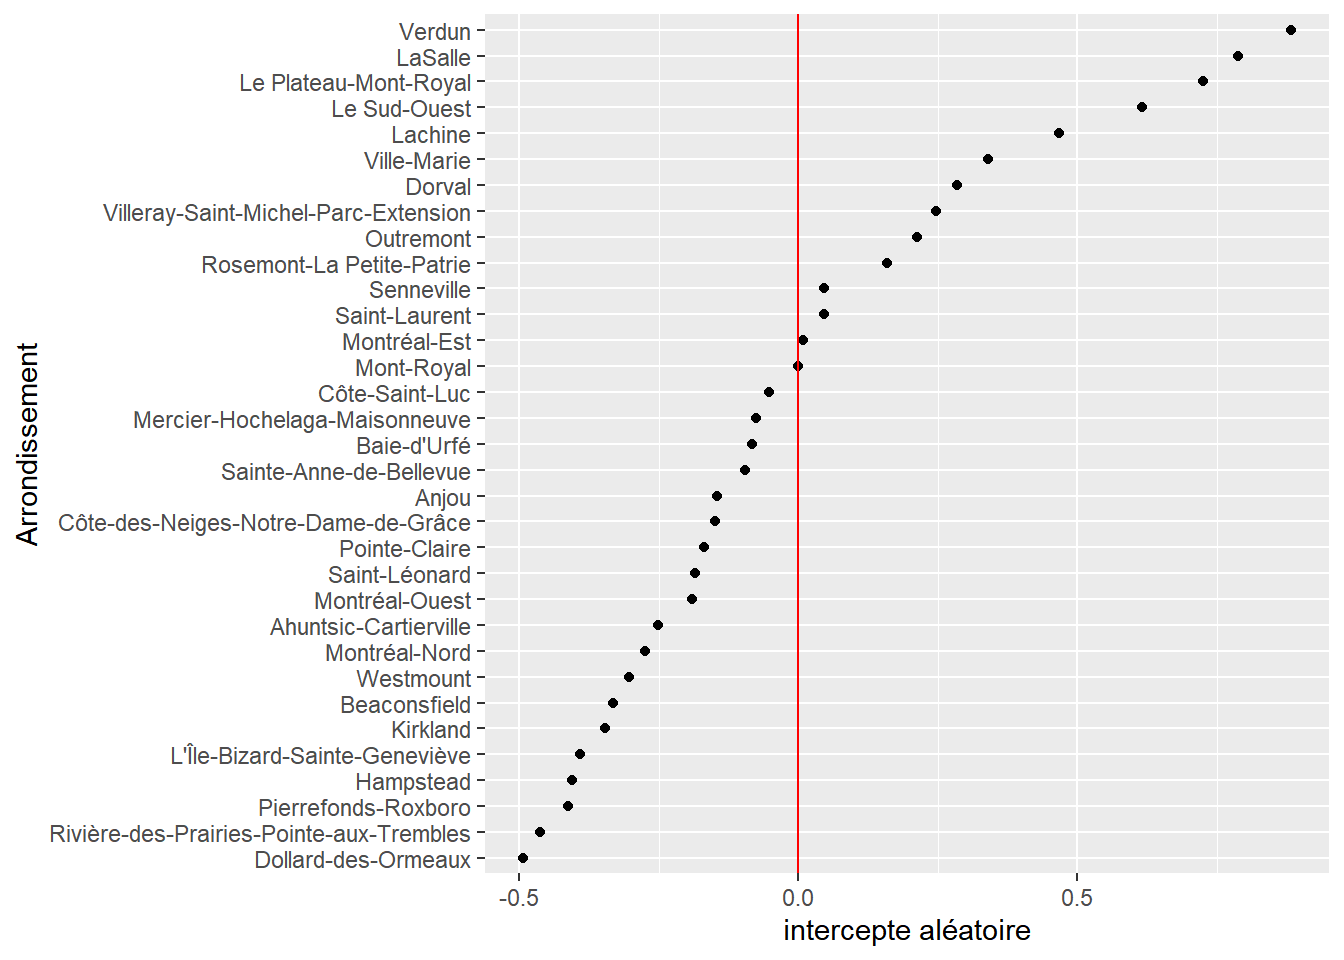 Verdun
LaSalle
Le Plateau-Mont-Royal
Le Sud-Ouest
Lachine
Ville-Marie
Dorval
Villeray-Saint-Michel-Parc-Extension
Outremont
Rosemont-La Petite-Patrie
Senneville
Saint-Laurent
Montréal-Est
Mont-Royal
Côte-Saint-Luc
Mercier-Hochelaga-Maisonneuve
Baie-d'Urfé
Sainte-Anne-de-Bellevue
Anjou
Côte-des-Neiges-Notre-Dame-de-Grâce
Pointe-Claire
Saint-Léonard
Montréal-Ouest
Ahuntsic-Cartierville
Montréal-Nord
Westmount
Beaconsfield
Kirkland
L'Île-Bizard-Sainte-Geneviève
Hampstead
Pierrefonds-Roxboro
Rivière-des-Prairies-Pointe-aux-Trembles
Dollard-des-Ormeaux
Arrondissement
-0.5 0.0 0.5
intercepte aléatoire